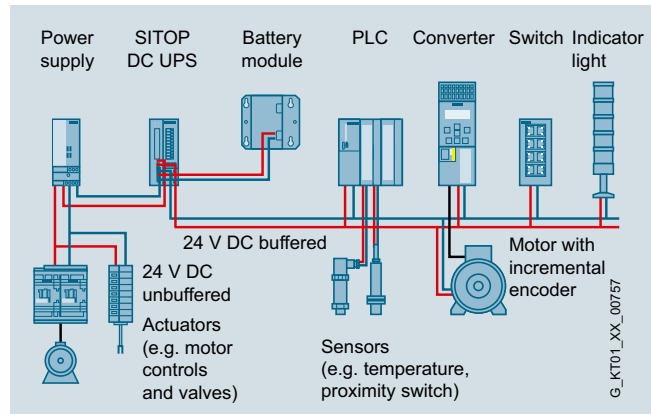 Power
supply
SITOP
DC UPS
Battery
module
PLC
Converter
Switch
Indicator
light
24 V DC buffered
24 V DC
unbuffered
Actuators
(e.g. motor
controls
and valves)
Sensors
(e.g. temperature,
proximity switch)
Motor with
incremental
encoder
G_KT01_XX_00757